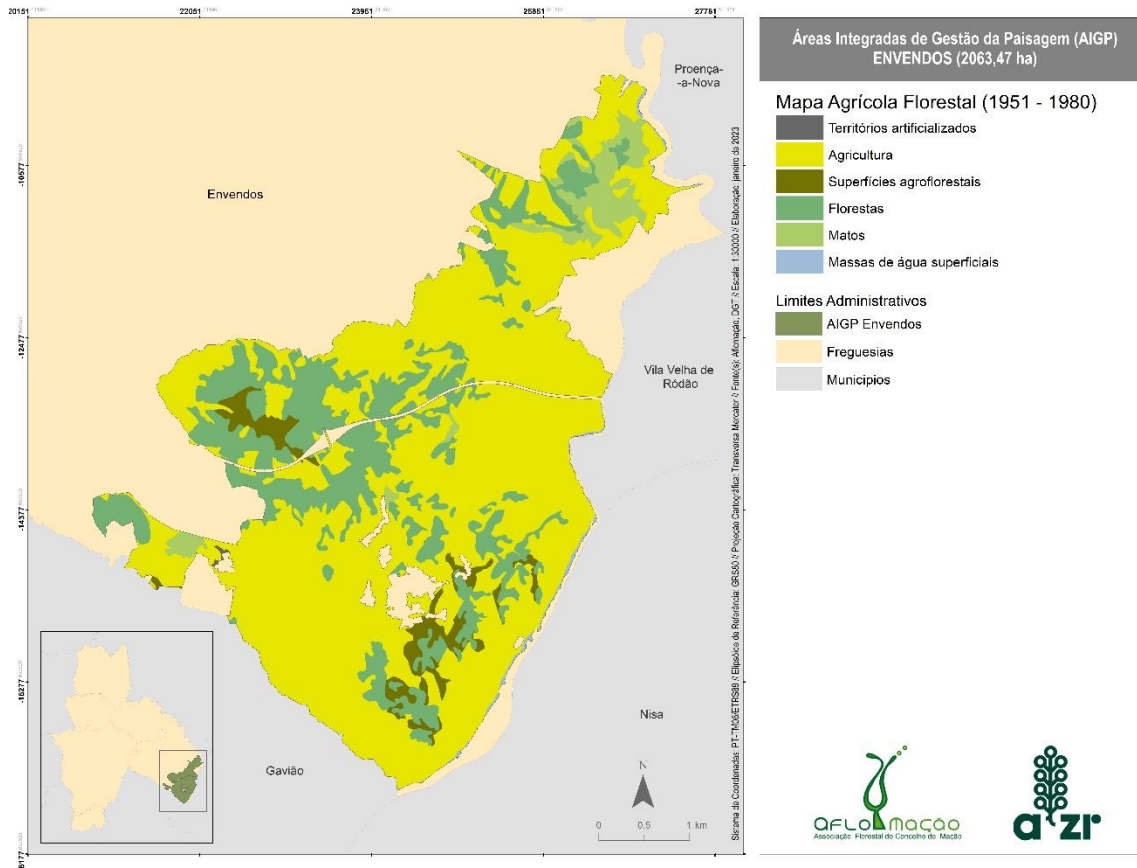 20151
22051
23951
25851
27751
-10577
-12477
-14377
-16277
Proença-
-a-Nova
Envendos
Vila Velha de
Ródão
Nisa
Gavião
N
0 0,5 1 km
Áreas Integradas de Gestão da Paisagem (AIGP)
ENVENDOS (2063,47 ha)
Mapa Agrícola Florestal (1951 - 1980)
Territórios artificializados
Agricultura
Superfícies agroflorestais
Florestas
Matos
Massas de água superficiais
Limites Administrativos
AIGP Envendos
Freguesias
Municípios
Sistema de Coordenadas: PT-TM06/ETRS89 // Elipsóide de Referência: GRS80 // Projeção Cartográfica: Transversa Mercator // Fonte(s): Aflomação, DGT // Escala: 1:30000 // Elaboração: janeiro de 2023
aflomação
Associação Florestal do Concelho de Mação
a*zr